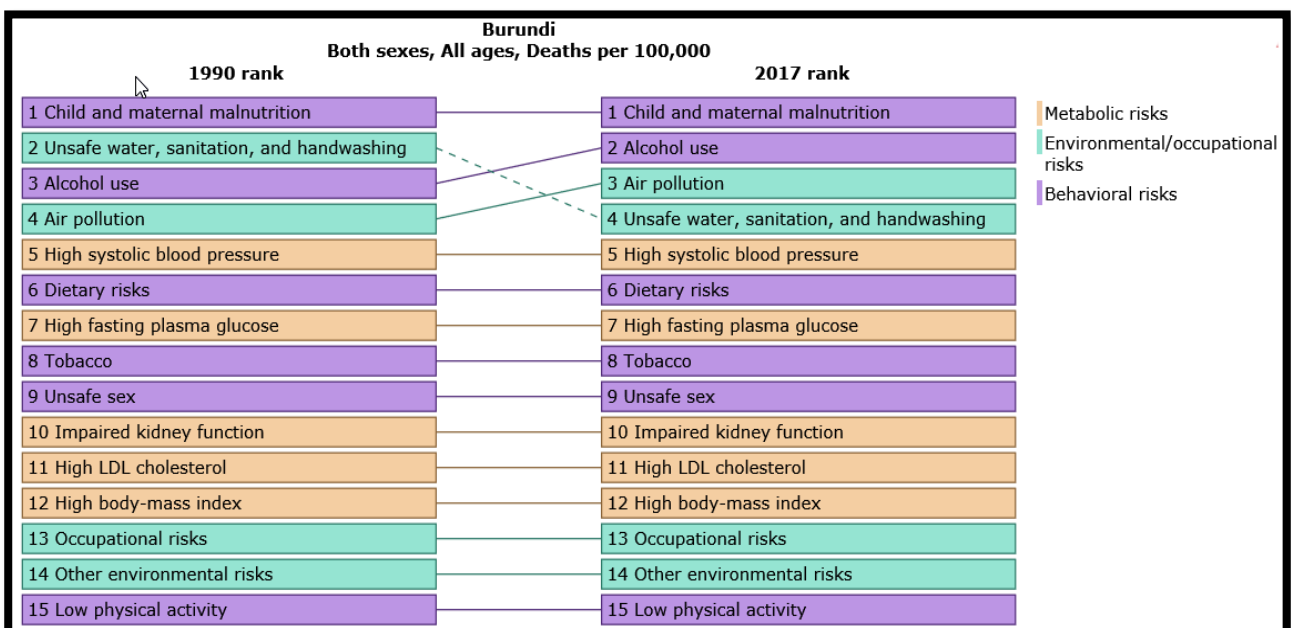 Burundi
Both sexes, All ages, Deaths per 100,000
1990 rank
2017 rank
1 Child and maternal malnutrition
1 Child and maternal malnutrition
2 Unsafe water, sanitation, and handwashing
2 Alcohol use
3 Alcohol use
3 Air pollution
4 Air pollution
4 Unsafe water, sanitation, and handwashing
5 High systolic blood pressure
5 High systolic blood pressure
6 Dietary risks
6 Dietary risks
7 High fasting plasma glucose
7 High fasting plasma glucose
8 Tobacco
8 Tobacco
9 Unsafe sex
9 Unsafe sex
10 Impaired kidney function
10 Impaired kidney function
11 High LDL cholesterol
11 High LDL cholesterol
12 High body-mass index
12 High body-mass index
13 Occupational risks
13 Occupational risks
14 Other environmental risks
14 Other environmental risks
15 Low physical activity
15 Low physical activity
Metabolic risks
Environmental/occupational
risks
Behavioral risks